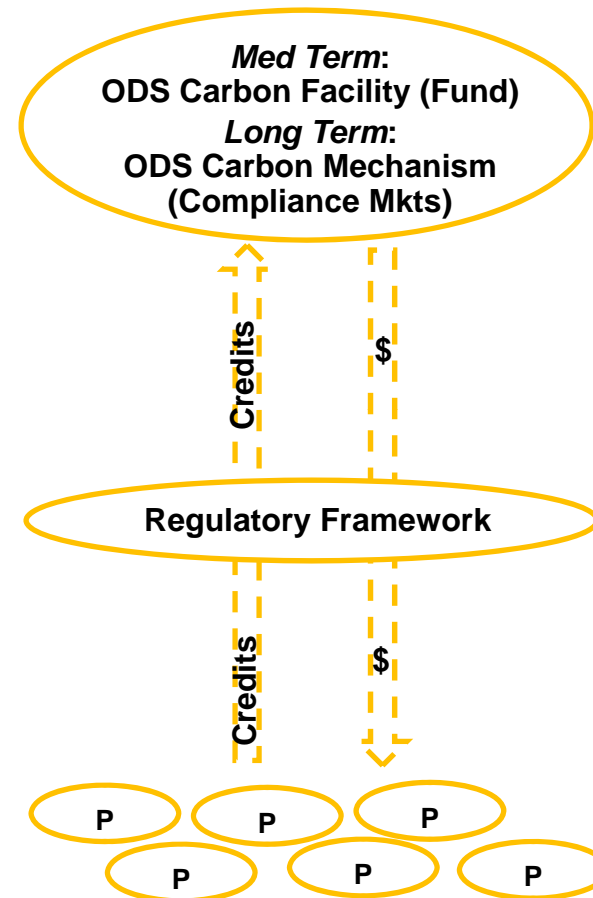 Med Term:
ODS Carbon Facility (Fund)
Long Term:
ODS Carbon Mechanism
(Compliance Mkts)
Credits
$
Regulatory Framework
Credits
$
P
P
P
P
P
P